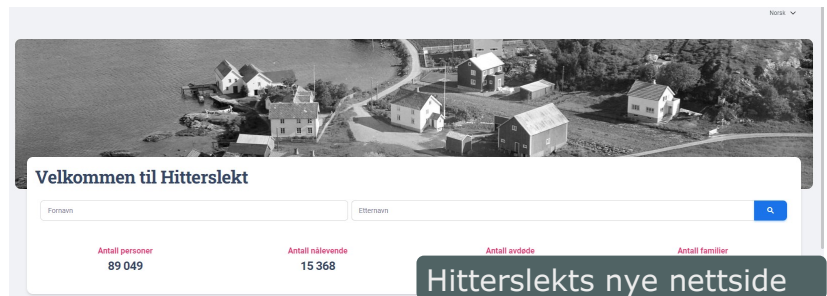 Norsk
Velkommen til Hitterslekt
Fornavn
Etternavn
Antall personer
89 049
Antall nålevende
15 368
Antall avdøde
Antall familier
Hitterslekts nye nettside